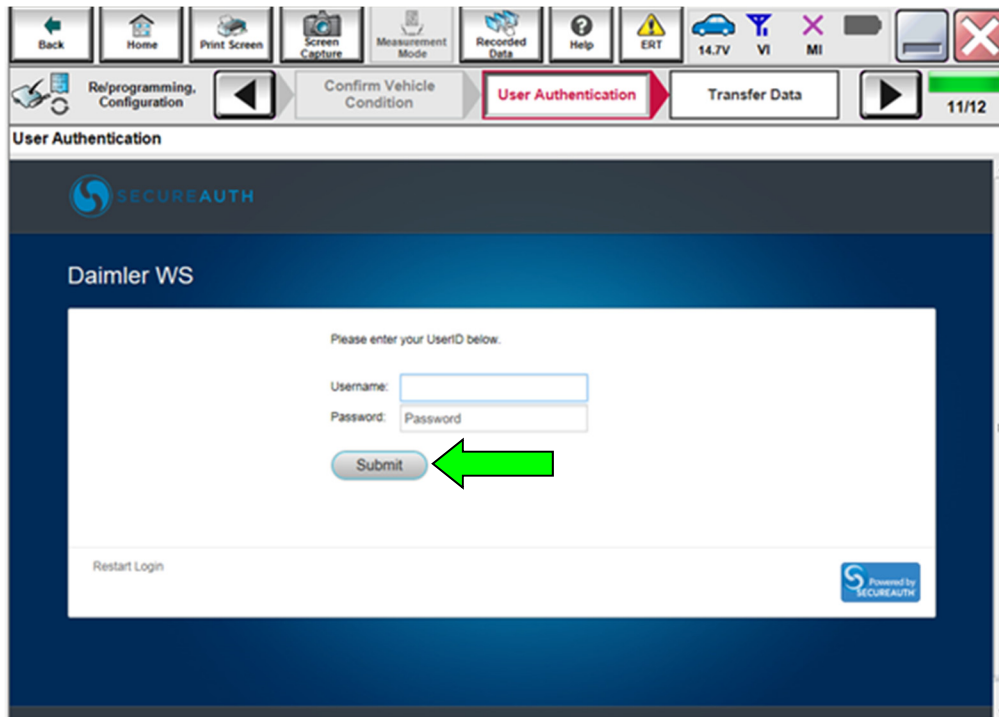 Back
Home
Print Screen
Screen Capture
Measurement Mode
Recorded Data
Help
ERT
14.7V
VI
MI
Re/programming, Configuration
Confirm Vehicle Condition
User Authentication
Transfer Data
11/12
User Authentication
SECUREAUTH
Daimler WS
Please enter your UserID below.
Username:
Password: Password
Submit
Restart Login
Powered by
SECUREAUTH